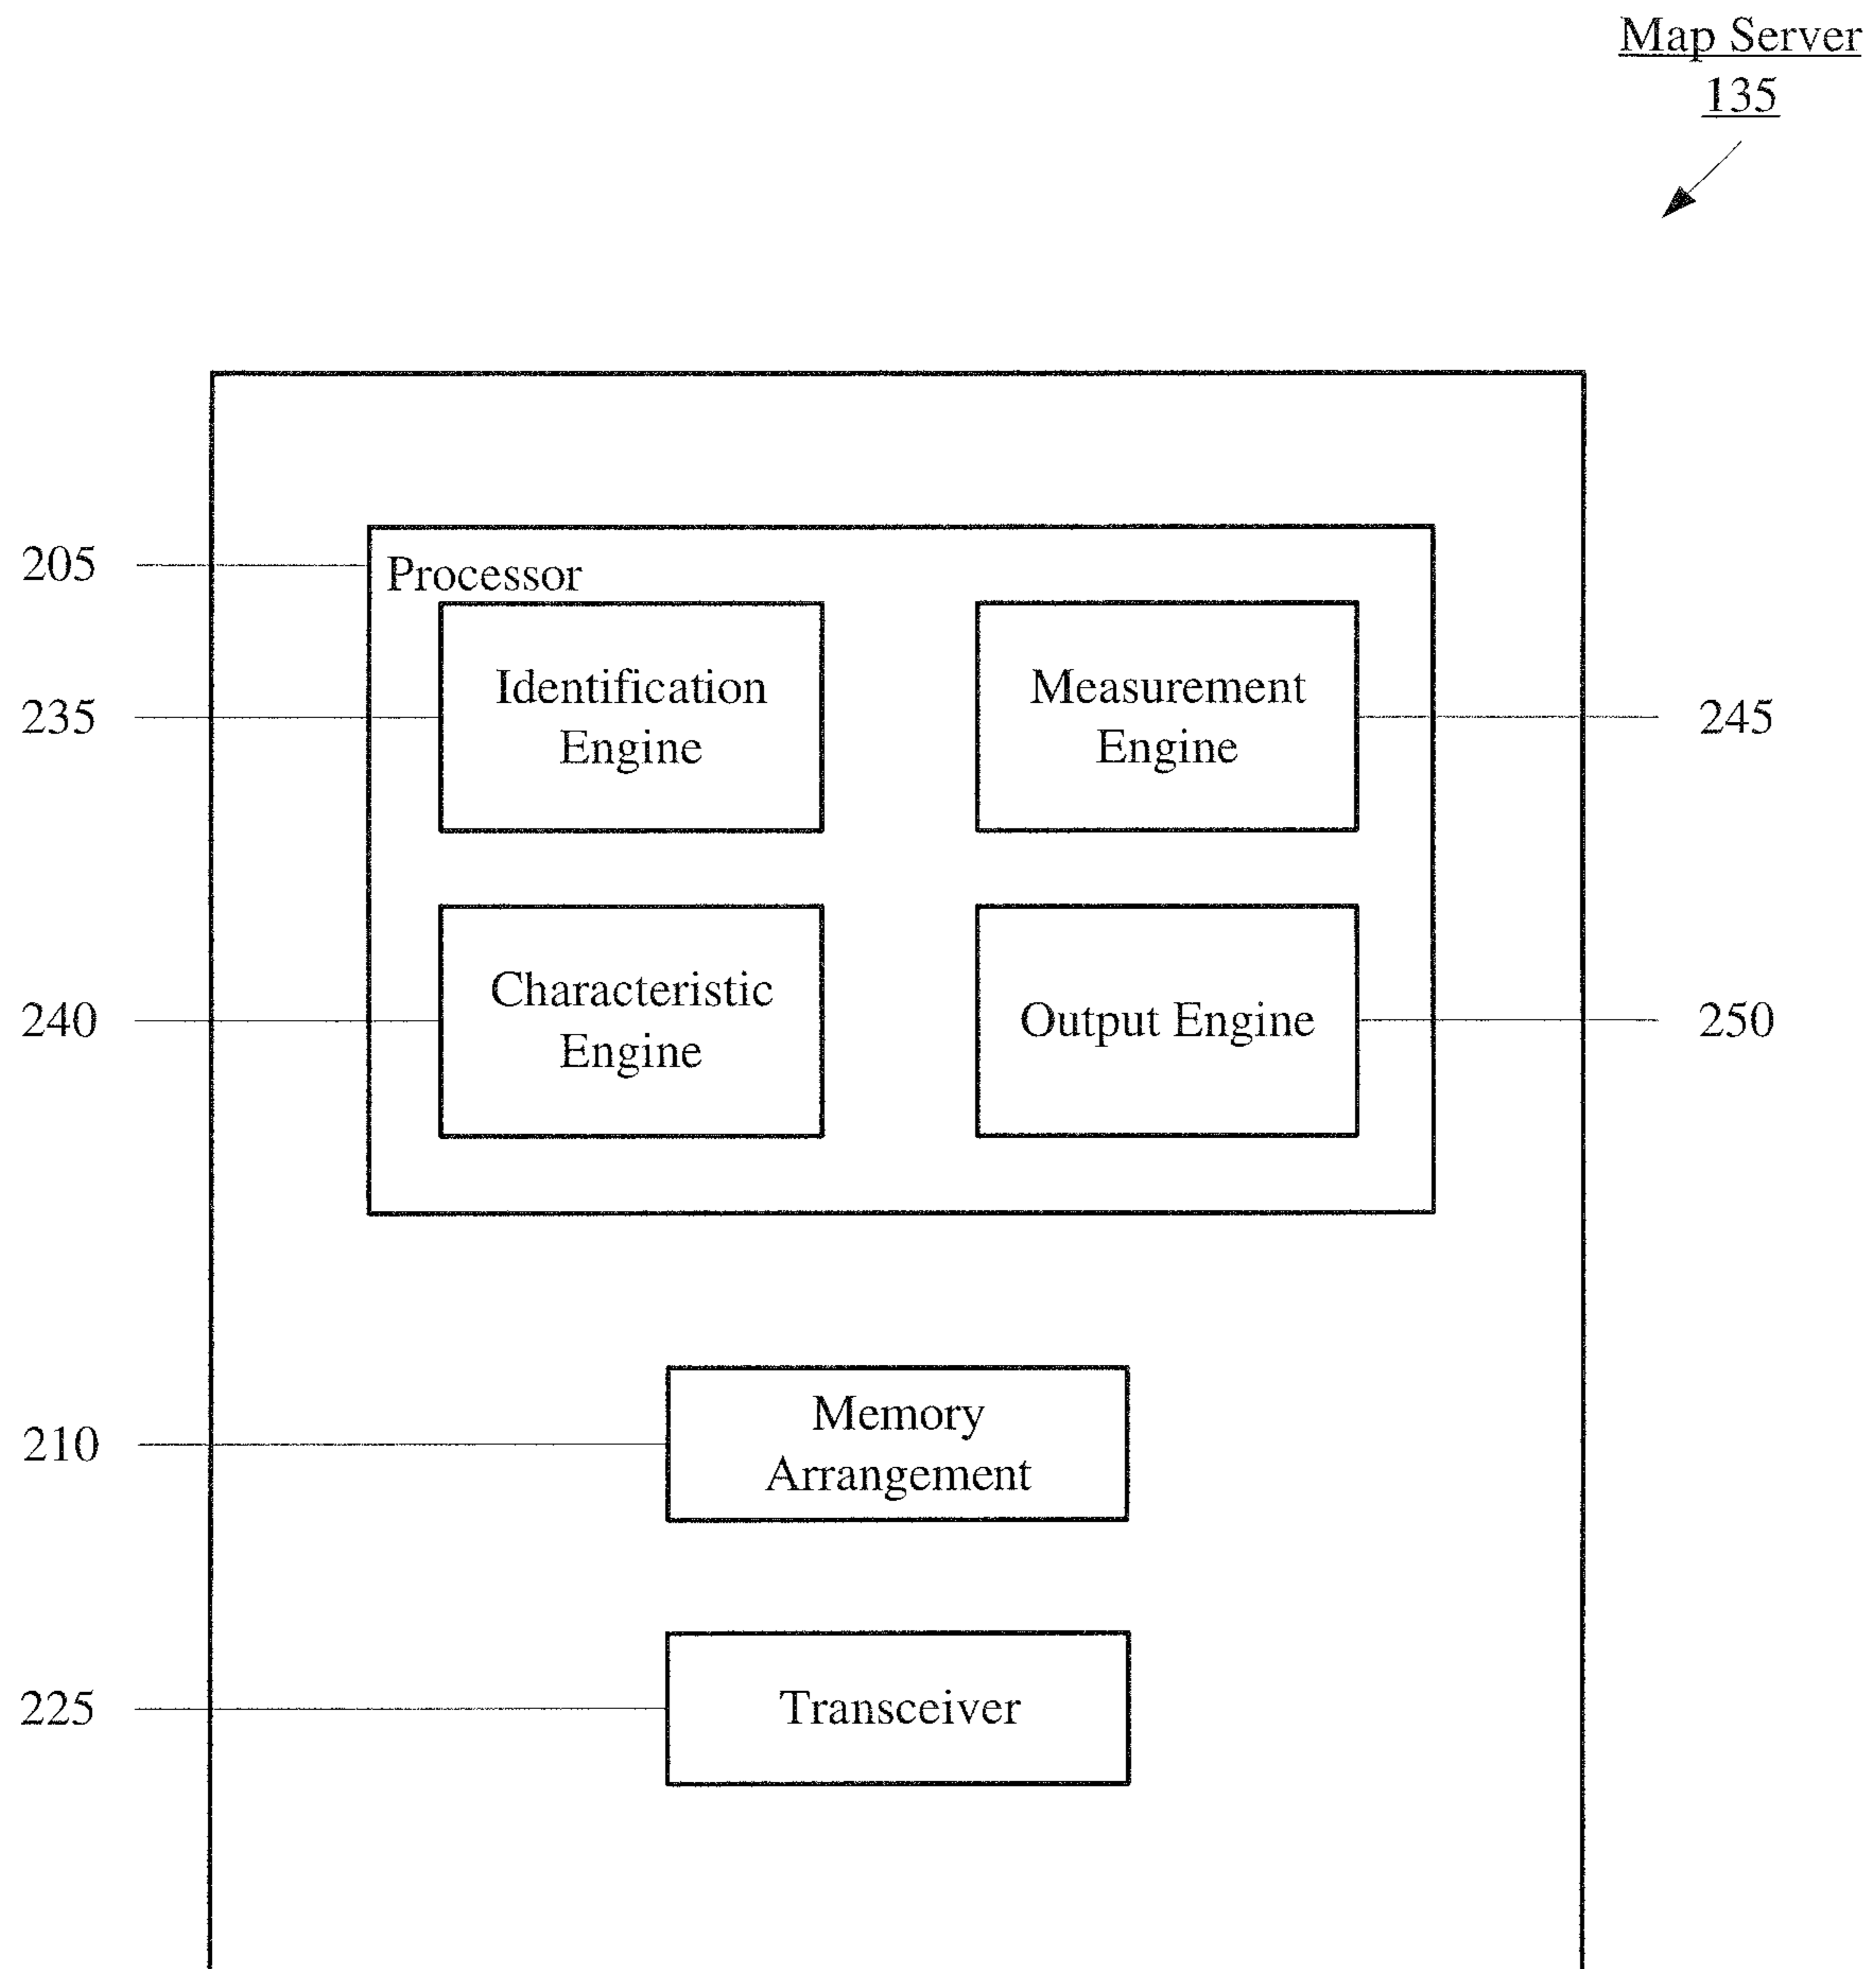 Map Server
135
205
Processor
235
Identification
Engine
Measurement
Engine
245
240
Characteristic
Engine
Output Engine
250
210
Memory
Arrangement
225
Transceiver